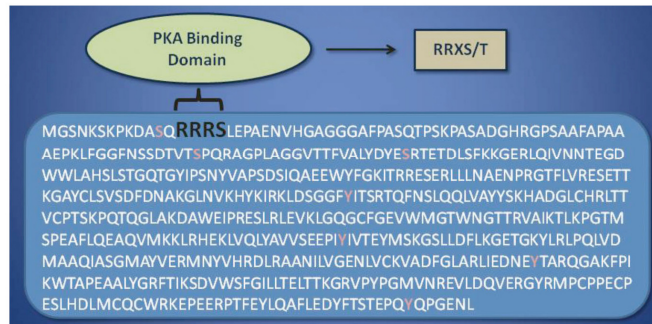 PKA Binding
Domain
RRXS/T
MGSNKSKPKDASQRRRSLEPAENVHGAGGGAFPASQTPSKPASADGHRGPSAAFAPAA
AEPKLFGGFNSSDTVTSPQRAGPLAGGVTTFVALYDYESRTETDLSFKKGERLQIVNNTEGD
WWLAHSLSTGQTGYIPSNYVAPSDSIQAEEWYFGKITRRESERLLLNAENPRGTFLVRESETT
KGAYCLSVSDFDNAKGLNVKHYKIRKLDSGGFYITSRTQFNSLQQLVAYYSKHADGLCHRLTT
VCPTSKPQTQGLAKDAWEIPRESLRLEVKLGQGCFGEVWMGTWNGTTRVAIKTLKPGTM
SPEAFLQEAQVMKKLRHEKLVQLYAVVSEEPIYIVTEYMSKGSLLDFLKGETGKYLRLPQLVD
MAAQIASGMAYVERMNYVHRDLRAANILVGENLVCKVADFGLARLIEDNEYTARQGAKFPI
KWTAPEAALYGRFTIKSDVWSFGILLTELTTKGRVPYPGMVNREVLDQVERGYRMPCPPECP
ESLHDLMCQCWRKEPEERPTFEYLQAFLEDYFTSTEPQYQPGENL